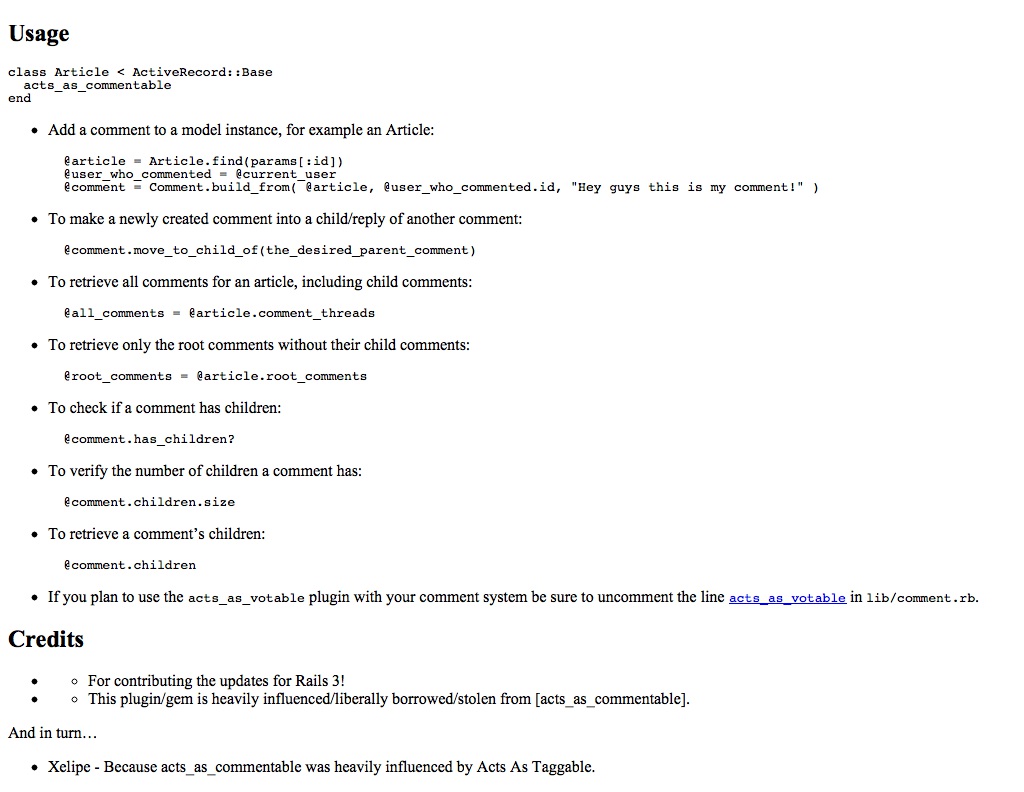 Usage
class Article < ActiveRecord::Base
  acts_as_commentable
end
• Add a comment to a model instance, for example an Article:
@article = Article.find(params[:id])
@user_who_commented = @current_user
@comment = Comment.build_from( @article, @user_who_commented.id, "Hey guys this is my comment!" )
• To make a newly created comment into a child/reply of another comment:
@comment.move_to_child_of(the_desired_parent_comment)
• To retrieve all comments for an article, including child comments:
@all_comments = @article.comment_threads
• To retrieve only the root comments without their child comments:
@root_comments = @article.root_comments
• To check if a comment has children:
@comment.has_children?
• To verify the number of children a comment has:
@comment.children.size
• To retrieve a comment’s children:
@comment.children
• If you plan to use the acts_as_votable plugin with your comment system be sure to uncomment the line acts_as_votable in lib/comment.rb.
Credits
• ◦ For contributing the updates for Rails 3!
• ◦ This plugin/gem is heavily influenced/liberally borrowed/stolen from [acts_as_commentable].
And in turn…
• Xelipe - Because acts_as_commentable was heavily influenced by Acts As Taggable.